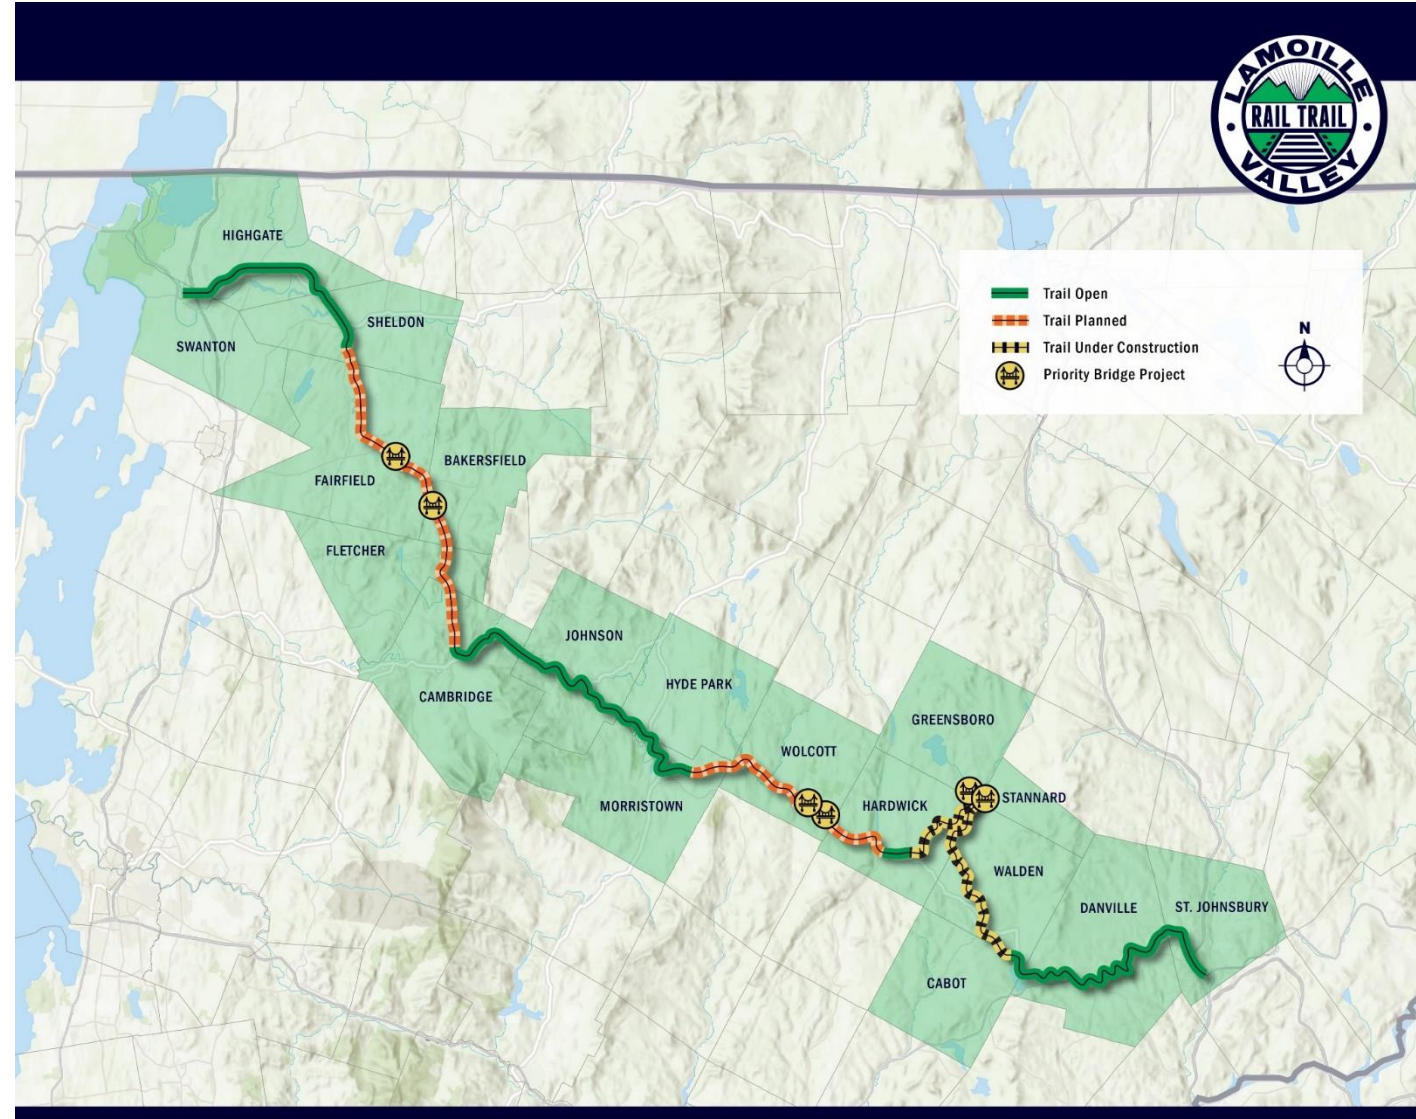 LAMOILLE
RAIL TRAIL
VALLEY
HIGHGATE
Trail Open
Trail Planned
N
SHELDON
SWANTON
Trail Under Construction
Priority Bridge Project
BAKERSFIELD
FAIRFIELD
FLETCHER
JOHNSON
HYDE PARK
CAMBRIDGE
GREENSBORO
WOLCOTT
STANNARD
MORRISTOWN
HARDWICK
WALDEN
DANVILLE
ST. JOHNSBURY
CABOT